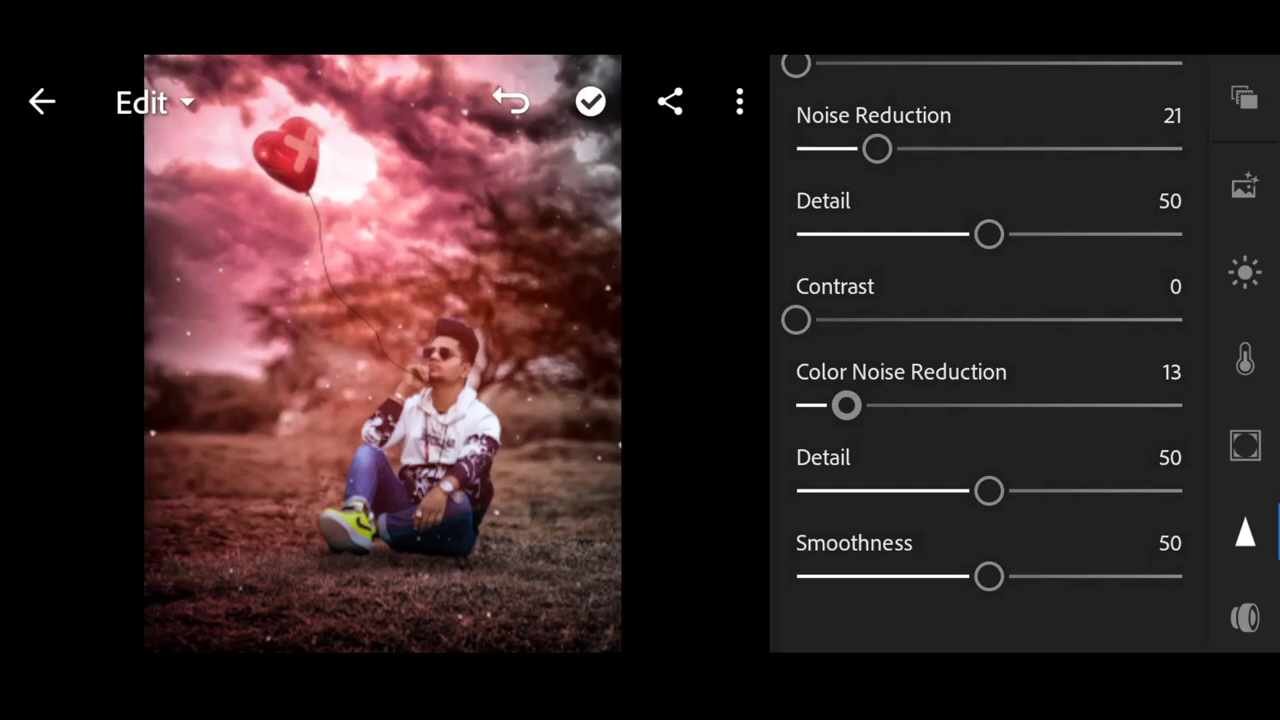 Edit
Noise Reduction 21
Detail 50
Contrast 0
Color Noise Reduction 13
Detail 50
Smoothness 50